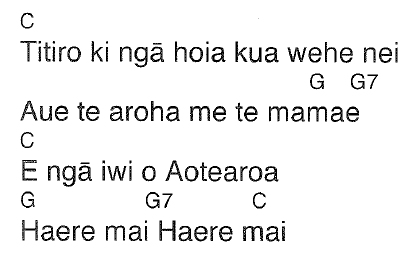 C
Titiro ki ngā hoia kua wehe nei
G G7
Aue te aroha me te mamae
C
E ngā iwi o Aotearoa
G G7 C
Haere mai Haere mai